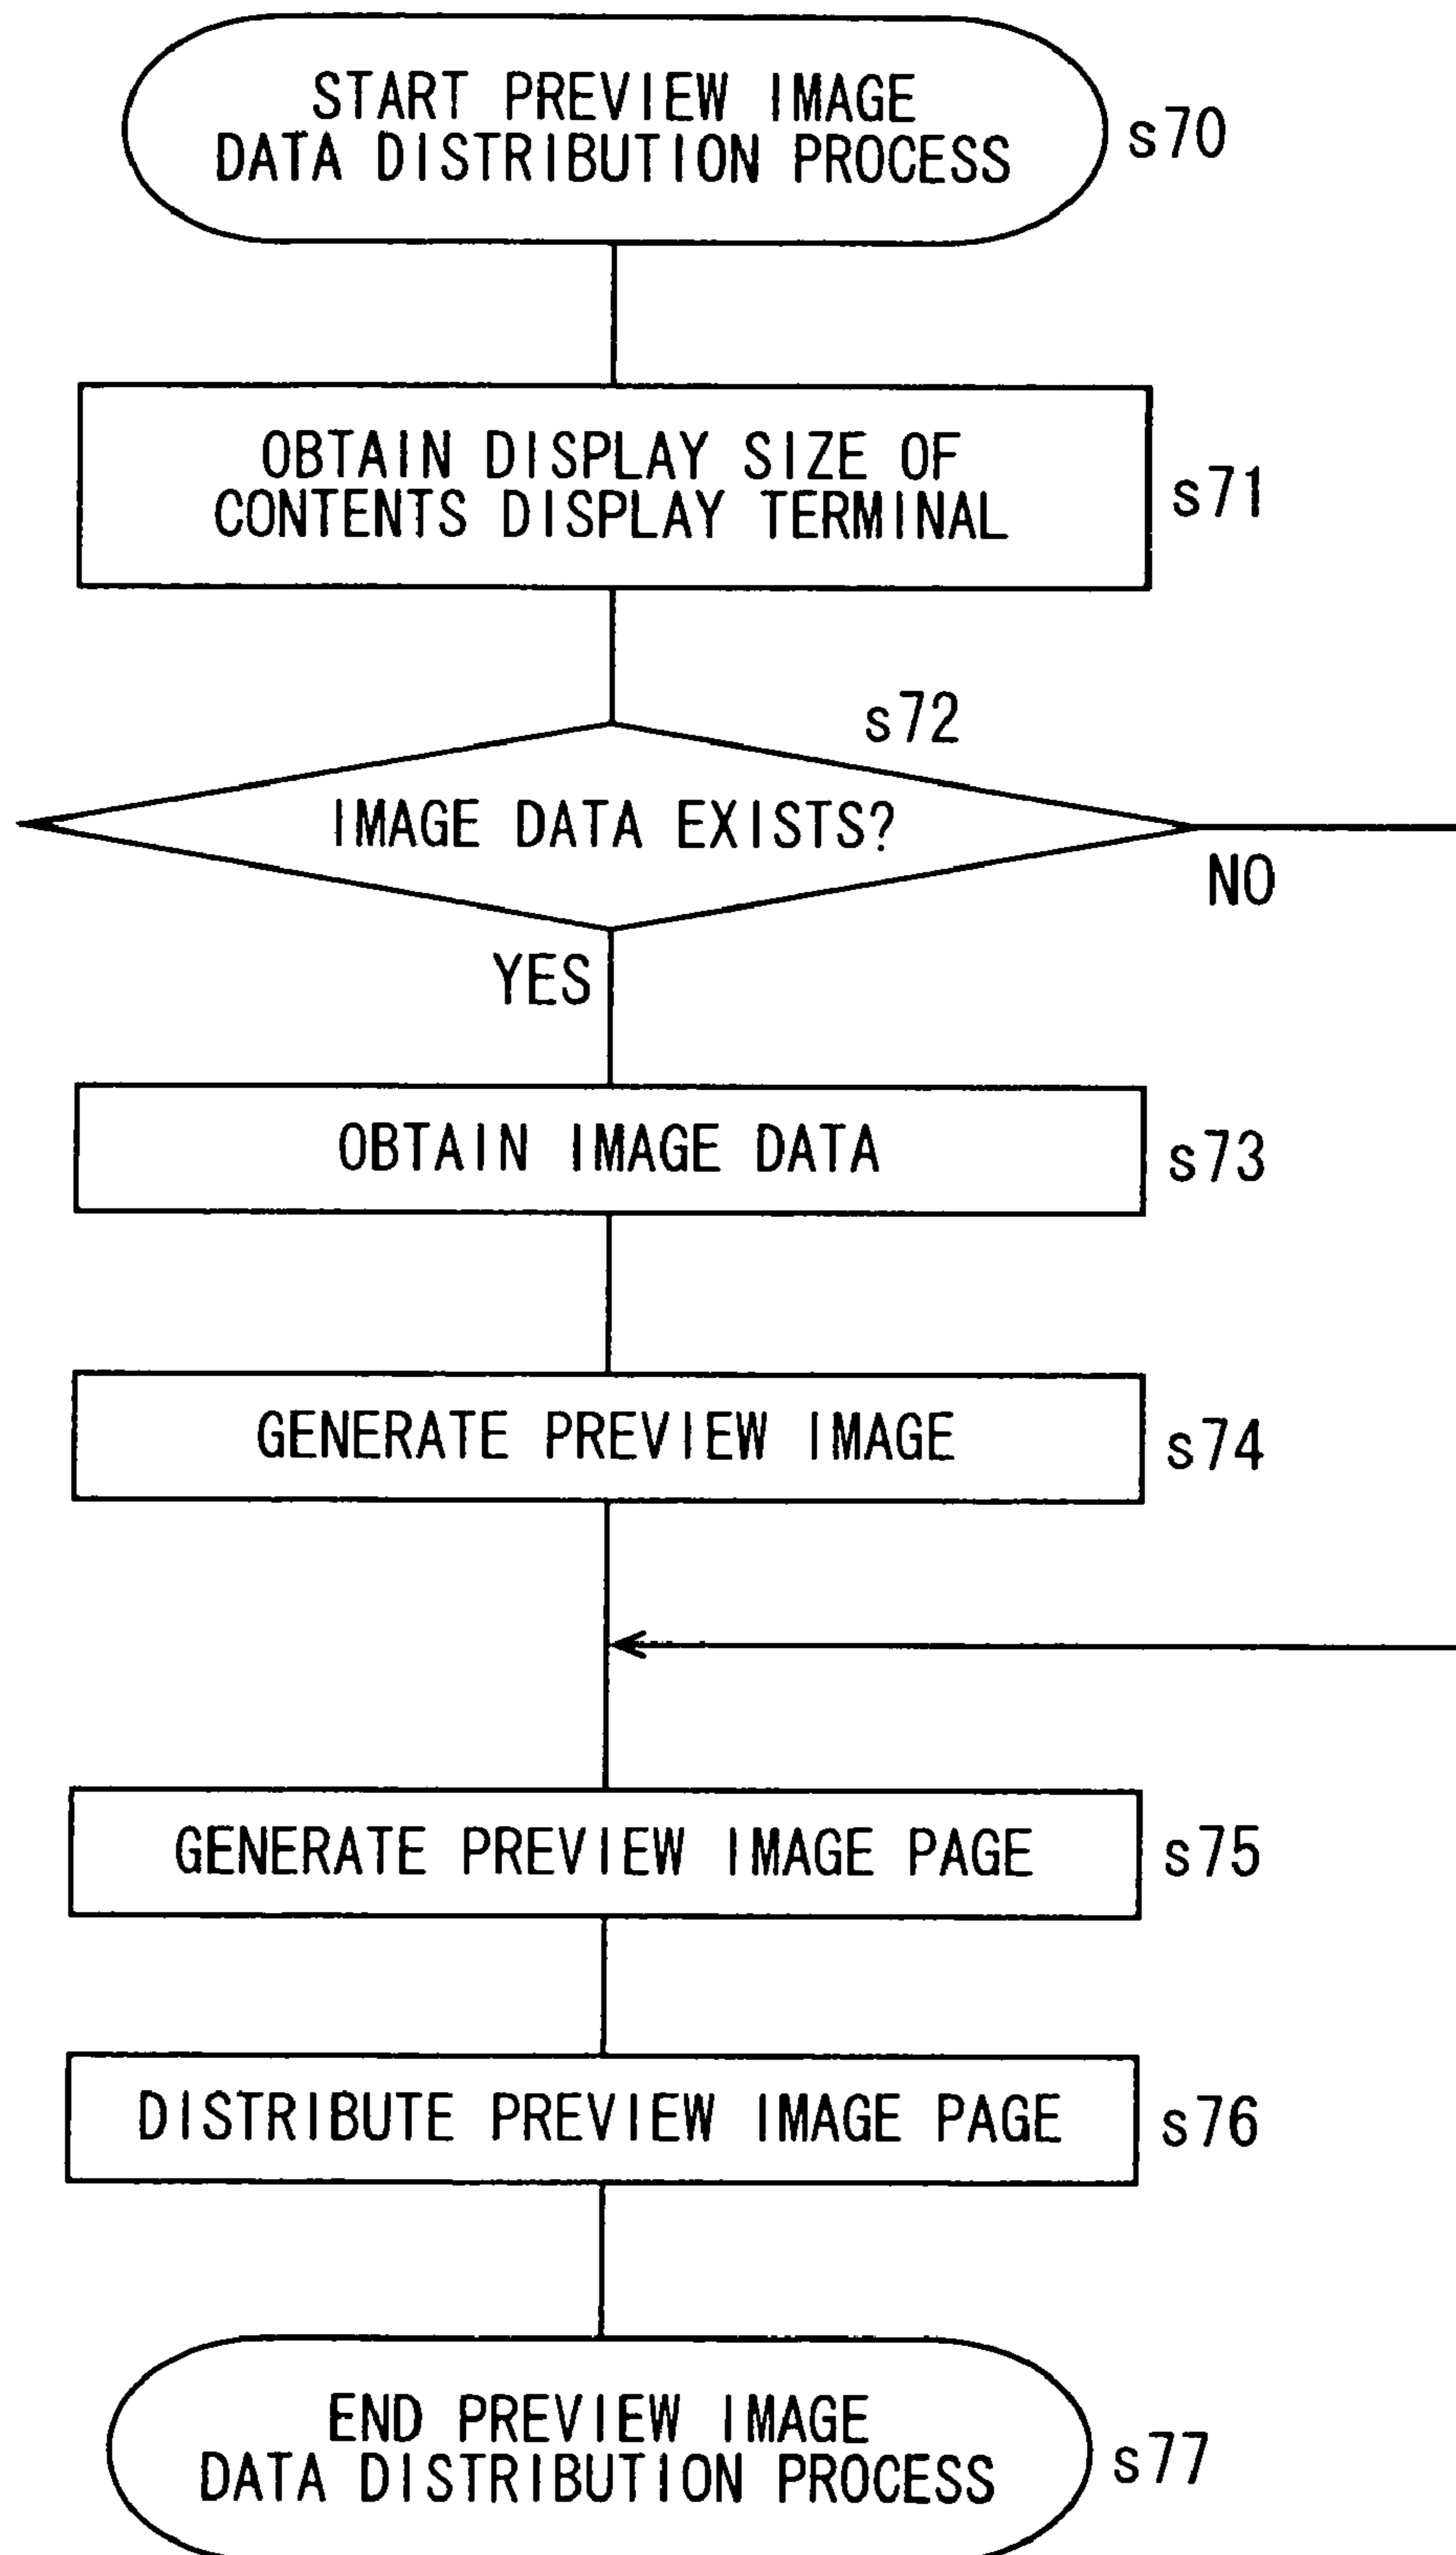 START PREVIEW IMAGE
DATA DISTRIBUTION PROCESS
s70
OBTAIN DISPLAY SIZE OF
CONTENTS DISPLAY TERMINAL
s71
s72
IMAGE DATA EXISTS?
NO
YES
OBTAIN IMAGE DATA
s73
GENERATE PREVIEW IMAGE
s74
GENERATE PREVIEW IMAGE PAGE
s75
DISTRIBUTE PREVIEW IMAGE PAGE
s76
END PREVIEW IMAGE
DATA DISTRIBUTION PROCESS
s77